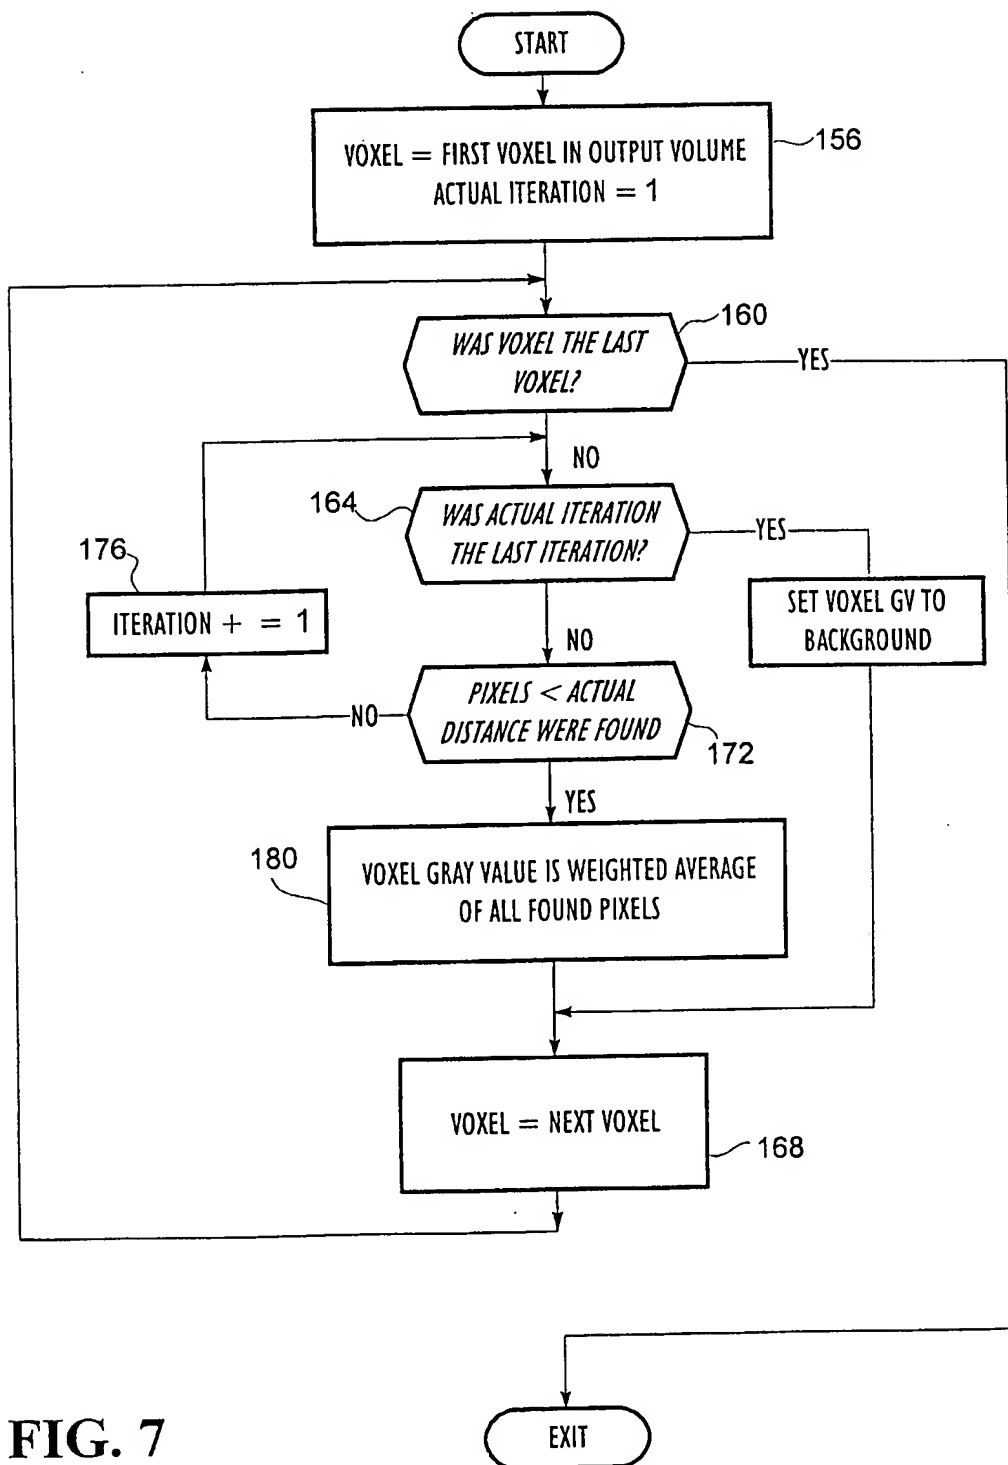 START
VOXEL = FIRST VOXEL IN OUTPUT VOLUME
ACTUAL ITERATION = 1
156
WAS VOXEL THE LAST
VOXEL?
160
YES
NO
164
WAS ACTUAL ITERATION
THE LAST ITERATION?
YES
176
ITERATION + = 1
SET VOXEL GV TO
BACKGROUND
NO
PIXELS < ACTUAL
DISTANCE WERE FOUND
NO
172
YES
180
VOXEL GRAY VALUE IS WEIGHTED AVERAGE
OF ALL FOUND PIXELS
VOXEL = NEXT VOXEL
168
FIG. 7
EXIT